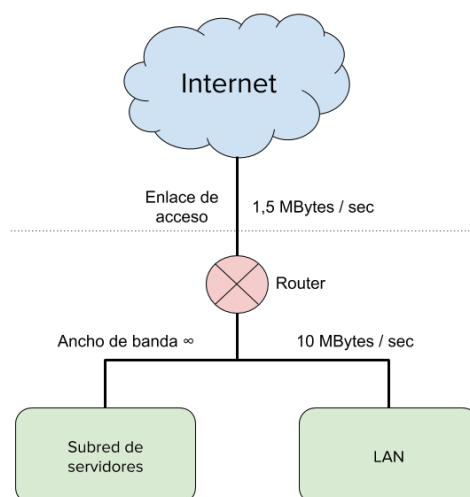 Internet
Enlace de
acceso
1,5 MBytes / sec
Router
Ancho de banda ∞
10 MBytes / sec
Subred de
servidores
LAN